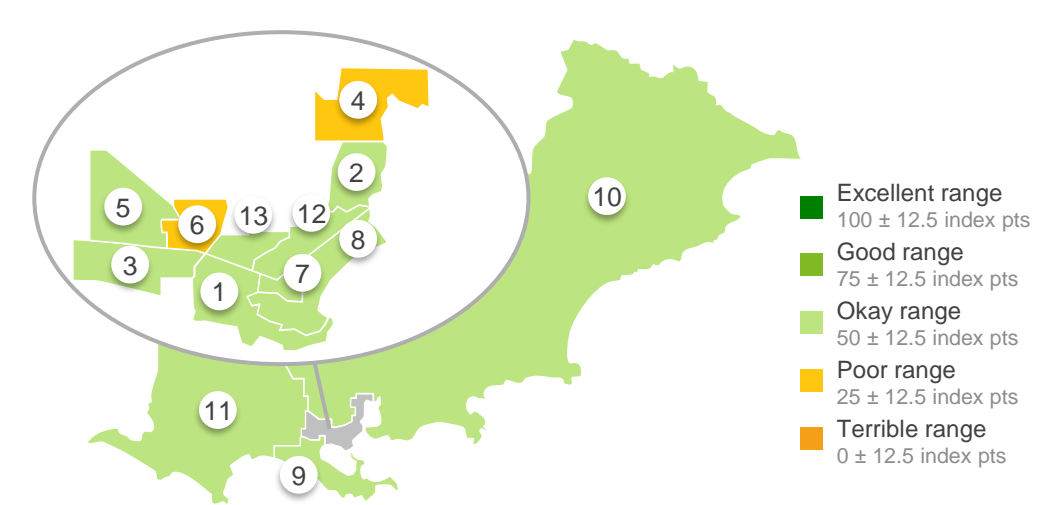 4
2
10
5
6
13
12
8
3
7
1
11
9
Excellent range
100 ± 12.5 index pts
Good range
75 ± 12.5 index pts
Okay range
50 ± 12.5 index pts
Poor range
25 ± 12.5 index pts
Terrible range
0 ± 12.5 index pts